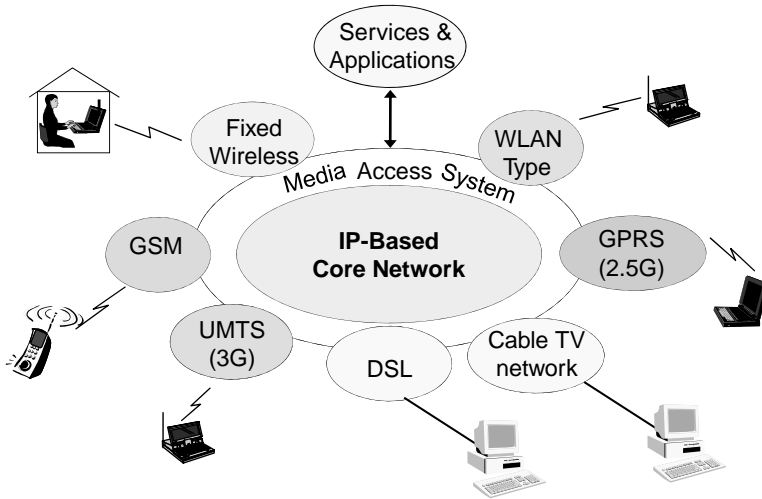 Services &
Applications
Fixed
Wireless
WLAN
Type
Media Access System
IP-Based
Core Network
GSM
GPRS
(2.5G)
UMTS
(3G)
DSL
Cable TV
network